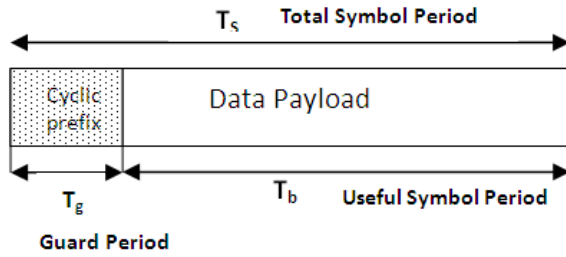 Ts Total Symbol Period
Cyclic
prefix
Data Payload
Tg
Tb
Useful Symbol Period
Guard Period